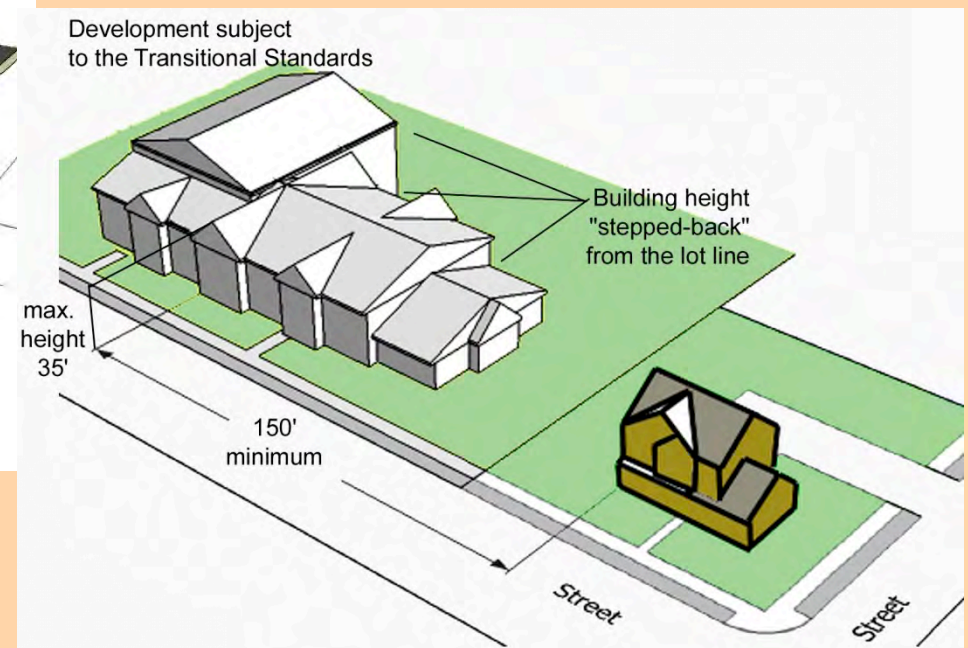 Development subject
to the Transitional Standards
Building height
"stepped-back"
from the lot line
max.
height
35'
150'
minimum
Street
Street